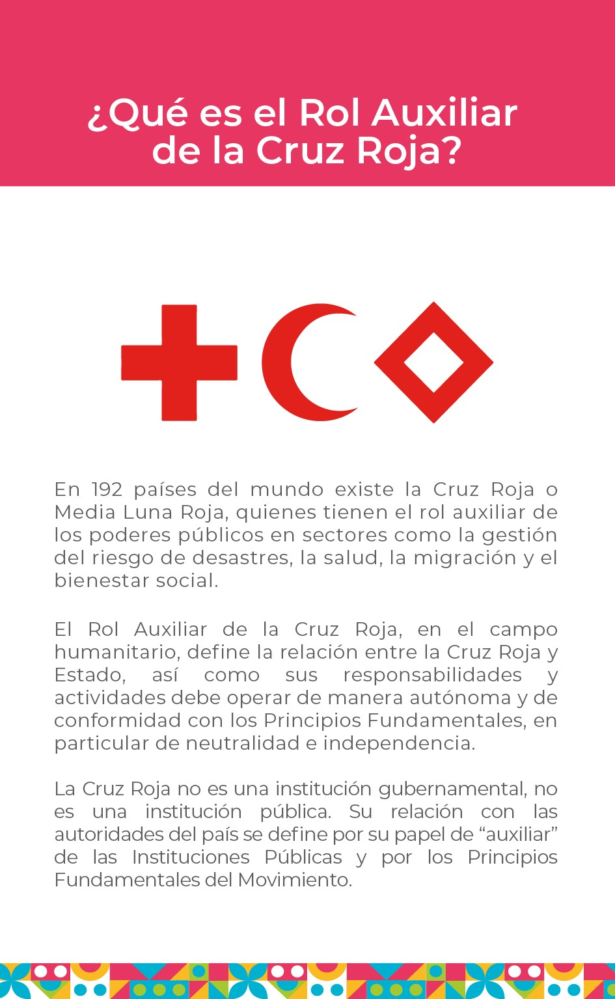 ¿Qué es el Rol Auxiliar
de la Cruz Roja?
En 192 países del mundo existe la Cruz Roja o
Media Luna Roja, quienes tienen el rol auxiliar de
los poderes públicos en sectores como la gestión
del riesgo de desastres, la salud, la migración y el
bienestar social.
El Rol Auxiliar de la Cruz Roja, en el campo
humanitario, define la relación entre la Cruz Roja y
Estado, así como sus responsabilidades y
actividades debe operar de manera autónoma y de
conformidad con los Principios Fundamentales, en
particular de neutralidad e independencia.
La Cruz Roja no es una institución gubernamental, no
es una institución pública. Su relación con las
autoridades del país se define por su papel de “auxiliar”
de las Instituciones Públicas y por los Principios
Fundamentales del Movimiento.